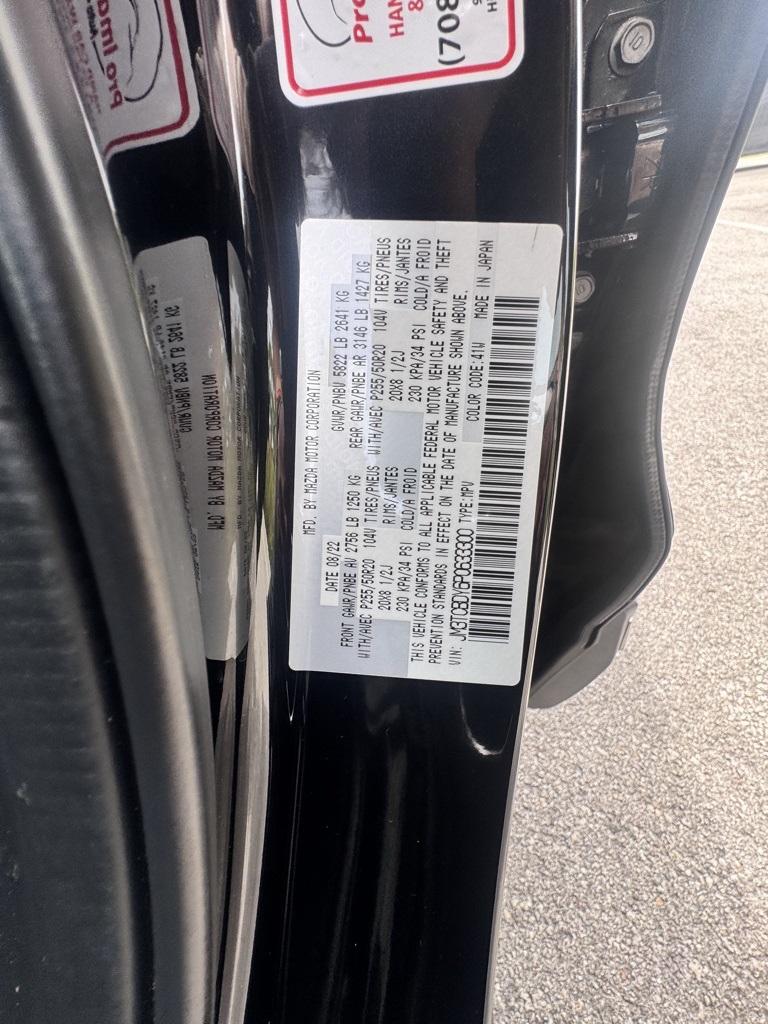 MFD. BY MAZDA MOTOR CORPORATION
DATE 08/22 GVWR/PNBV 5822 LB 2641 KG
FRONT GAWR/PNBE AV 2756 LB 1250 KG REAR GAWR/PNBE AR 3146 LB 1427 KG
WITH/AVEC P255/50R20 104V TIRES/PNEUS WITH/AVEC P255/50R20 104V TIRES/PNEUS
20X8 1/2J RIMS/JANTES 20X8 1/2J RIMS/JANTES
230 KPA/34 PSI COLD/A FROID 230 KPA/34 PSI COLD/A FROID
THIS VEHICLE CONFORMS TO ALL APPLICABLE FEDERAL MOTOR VEHICLE SAFETY AND THEFT
PREVENTION STANDARDS IN EFFECT ON THE DATE OF MANUFACTURE SHOWN ABOVE.
VIN: JM3TCBDY6P0633300 TYPE:MPV COLOR CODE:41W MADE IN JAPAN
Pro
HAN
&
(708